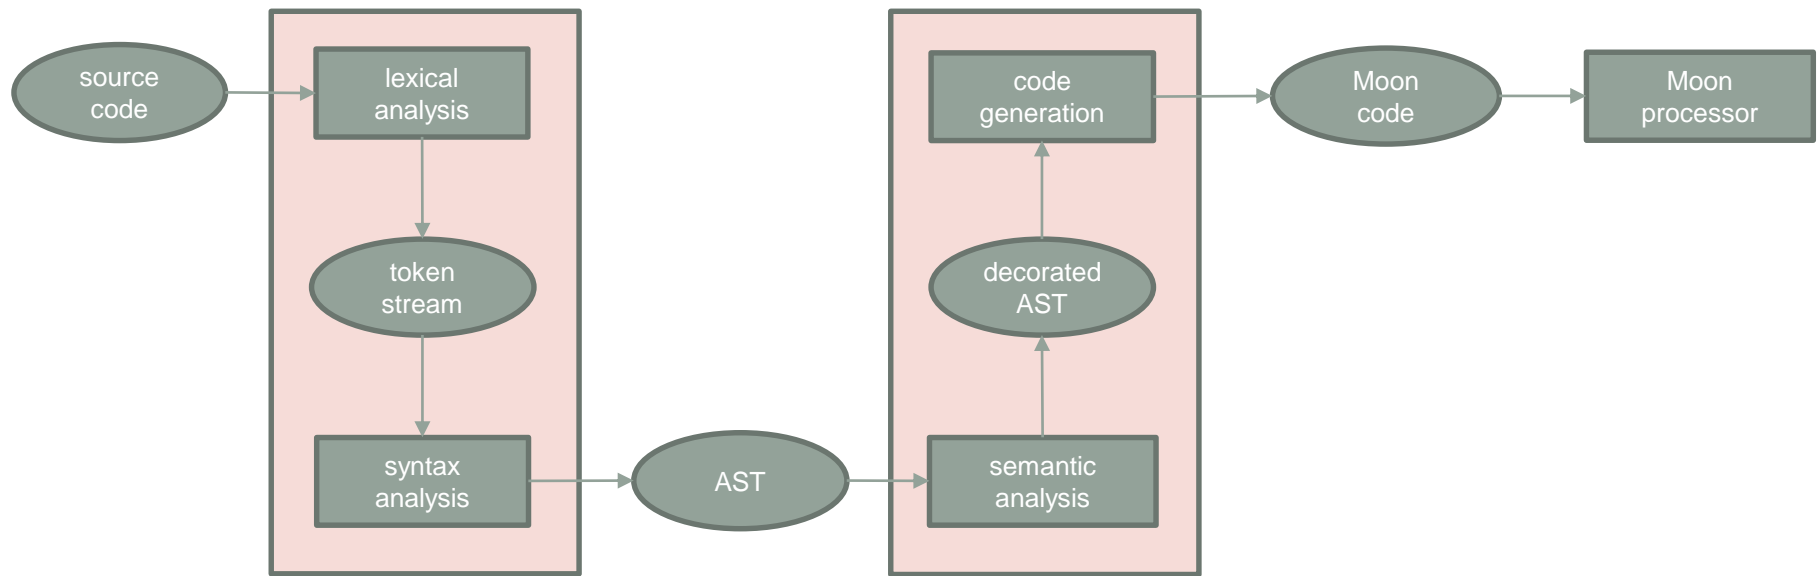 source
code
lexical
analysis
token
stream
syntax
analysis
AST
semantic
analysis
decorated
AST
code
generation
Moon
code
Moon
processor